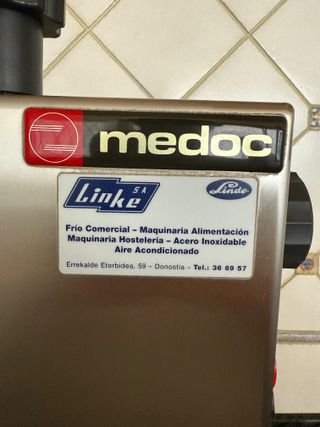 medoc
Linke S A
Linde
Frío Comercial – Maquinaria Alimentación
Maquinaria Hostelería – Acero Inoxidable
Aire Acondicionado
Errekalde Etorbidea, 59 – Donostia – Tel.: 36 69 57